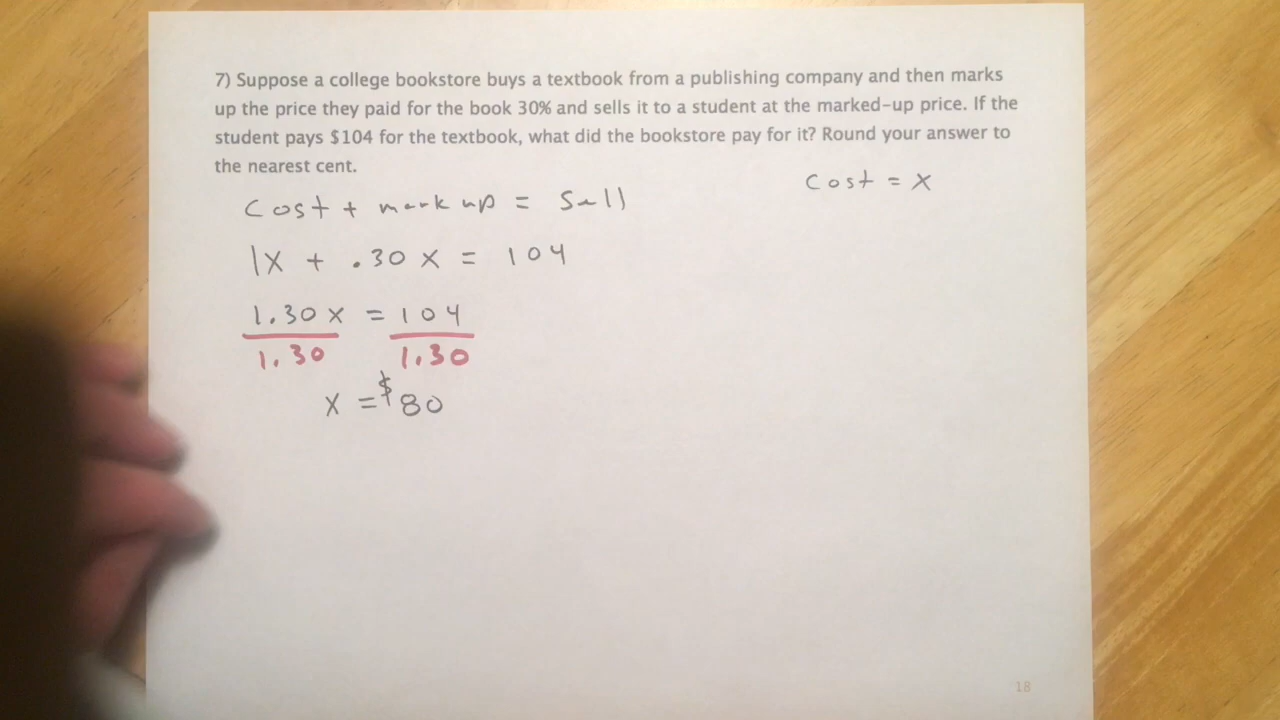 7) Suppose a college bookstore buys a textbook from a publishing company and then marks
up the price they paid for the book 30% and sells it to a student at the marked-up price. If the
student pays $104 for the textbook, what did the bookstore pay for it? Round your answer to
the nearest cent.
Cost = x
Cost + mark up = Sell
1x + .30x = 104
1.30x = 104
1.30 1.30
x = $80
18